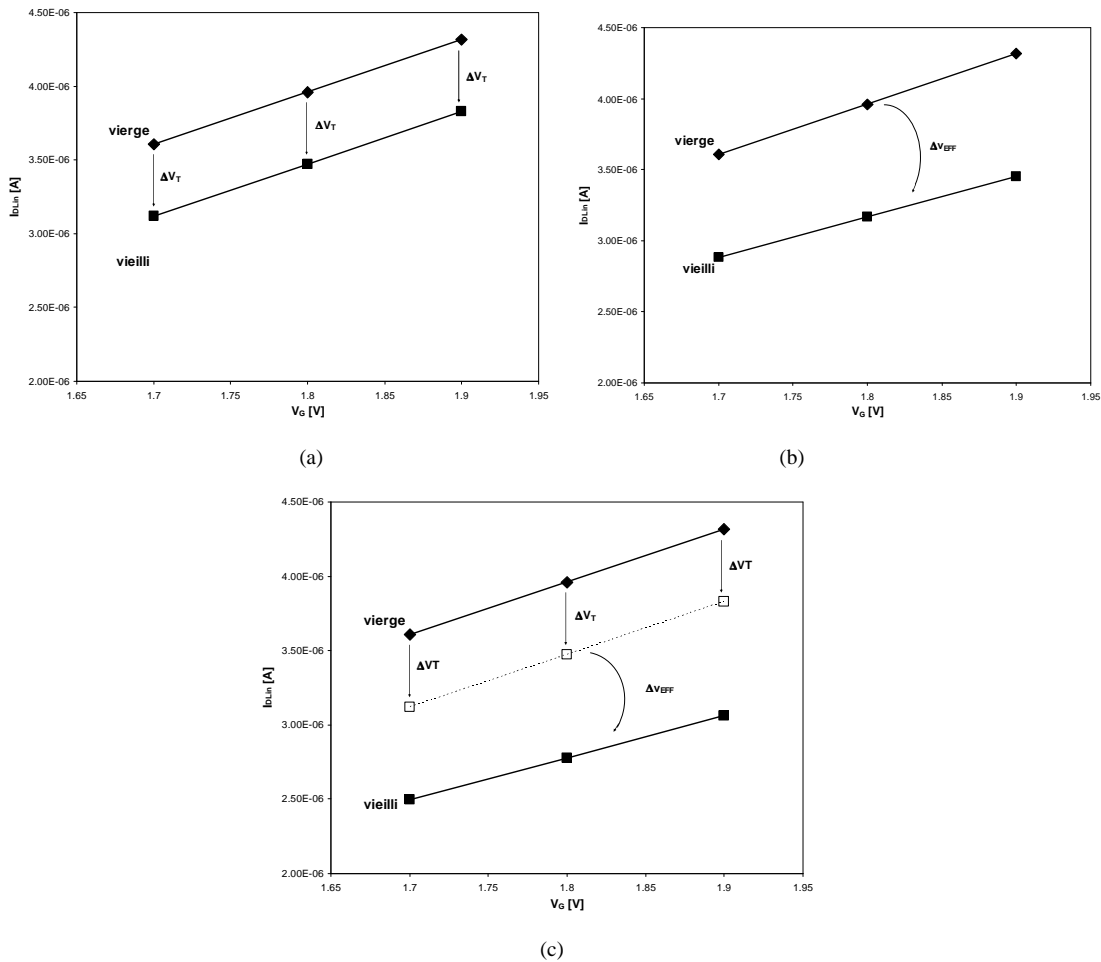 4.50E-06
4.00E-06
3.50E-06
3.00E-06
2.50E-06
2.00E-06
I_DLin [A]
vierge
vieilli
ΔV_T
ΔV_T
ΔV_T
1.65 1.7 1.75 1.8 1.85 1.9 1.95
V_G [V]
(a)
4.50E-06
4.00E-06
3.50E-06
3.00E-06
2.50E-06
2.00E-06
I_DLin [A]
vierge
vieilli
Δv_EFF
1.65 1.7 1.75 1.8 1.85 1.9 1.95
V_G [V]
(b)
4.50E-06
4.00E-06
3.50E-06
3.00E-06
2.50E-06
2.00E-06
I_DLin [A]
vierge
vieilli
ΔVT
ΔV_T
ΔVT
Δv_EFF
1.65 1.7 1.75 1.8 1.85 1.9 1.95
V_G [V]
(c)